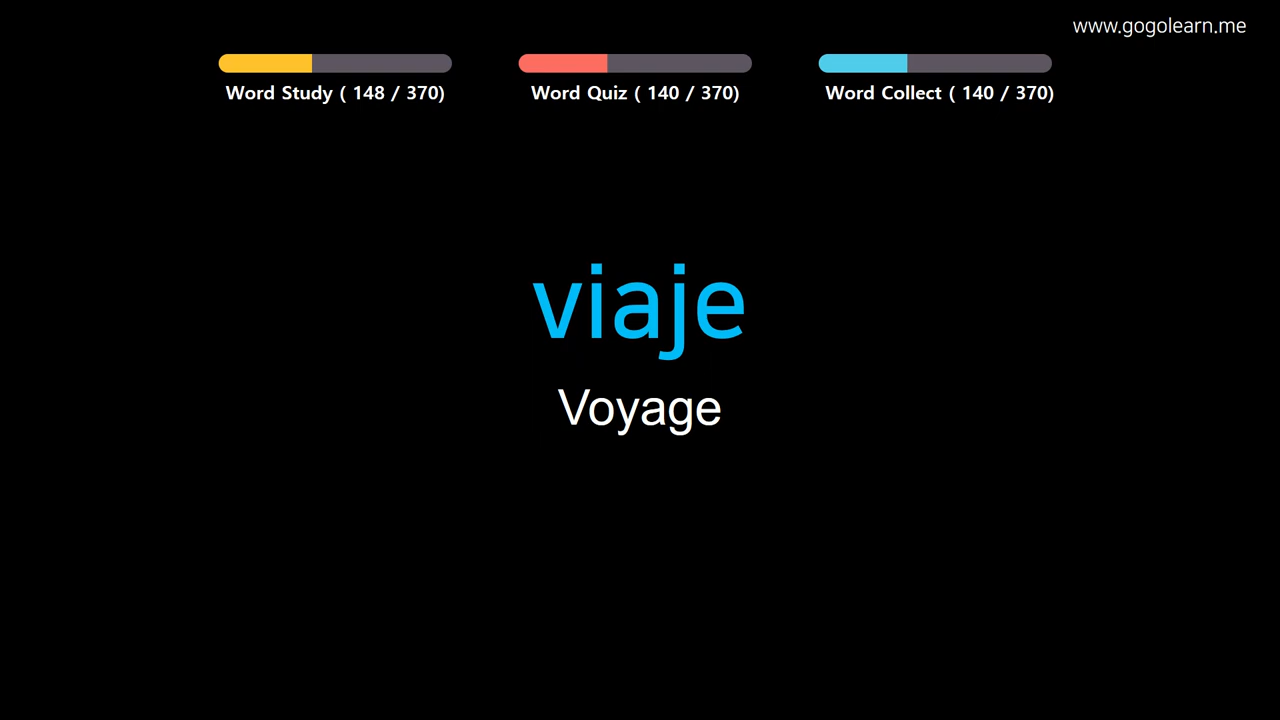 www.gogolearn.me
Word Study ( 148 / 370)
Word Quiz ( 140 / 370)
Word Collect ( 140 / 370)
viaje
Voyage